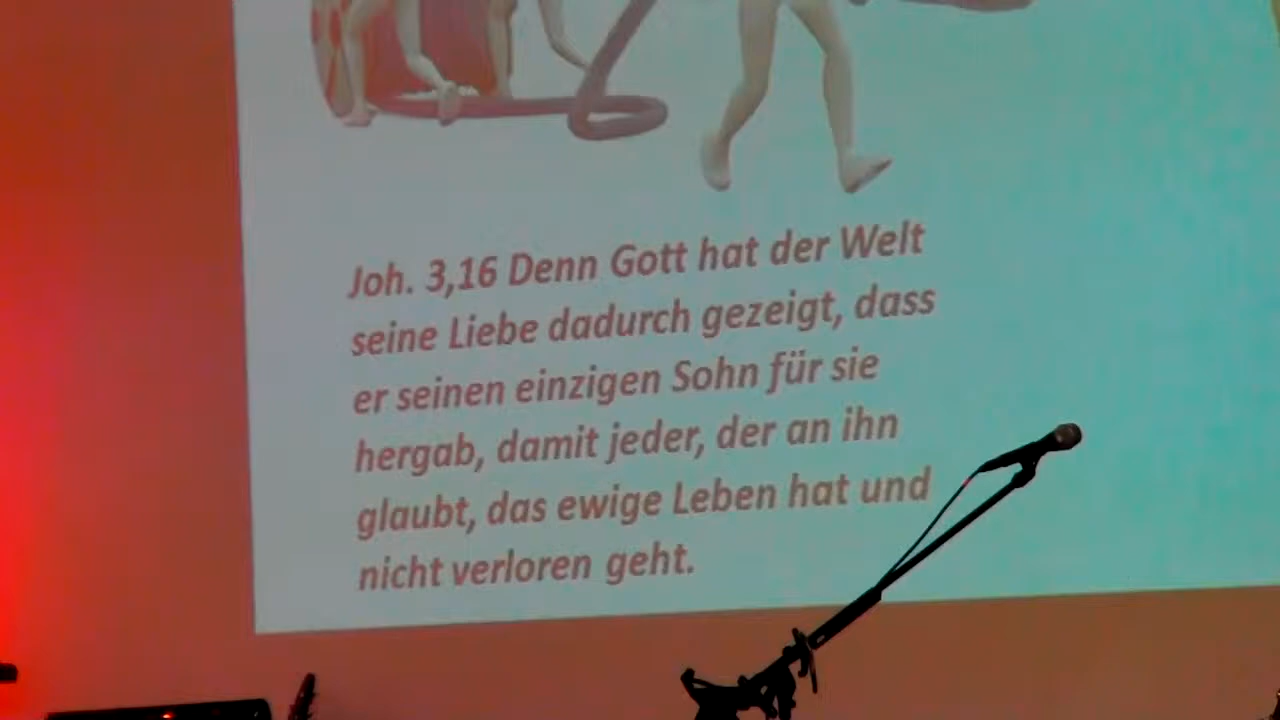 Joh. 3,16 Denn Gott hat der Welt
seine Liebe dadurch gezeigt, dass
er seinen einzigen Sohn für sie
hergab, damit jeder, der an ihn
glaubt, das ewige Leben hat und
nicht verloren geht.